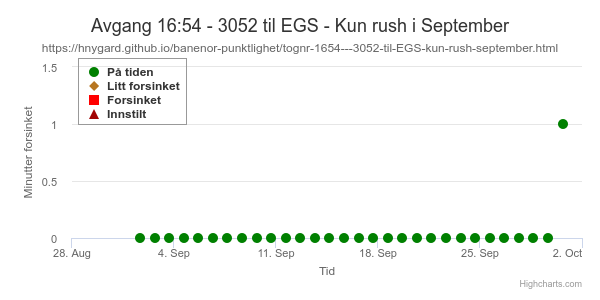 Avgang 16:54 - 3052 til EGS - Kun rush i September
https://hnygard.github.io/banenor-punktlighet/tognr-1654---3052-til-EGS-kun-rush-september.html
På tiden
Litt forsinket
Forsinket
Innstilt
Minutter forsinket
1.5
1
0.5
0
28. Aug
4. Sep
11. Sep
18. Sep
25. Sep
2. Oct
Tid
Highcharts.com